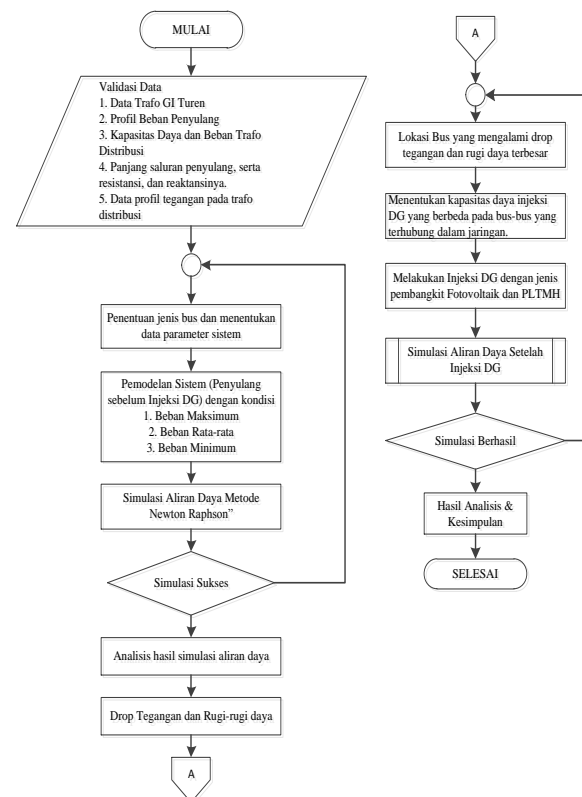 MULAI
Validasi Data
1. Data Trafo GI Turen
2. Profil Beban Penyulang
3. Kapasitas Daya dan Beban Trafo
Distribusi
4. Panjang saluran penyulang, serta
resistansi, dan reaktansinya.
5. Data profil tegangan pada trafo
distribusi
Penentuan jenis bus dan menentukan
data parameter sistem
Pemodelan Sistem (Penyulang
sebelum Injeksi DG) dengan kondisi
1. Beban Maksimum
2. Beban Rata-rata
3. Beban Minimum
Simulasi Aliran Daya Metode
Newton Raphson”
Simulasi Sukses
Analisis hasil simulasi aliran daya
Drop Tegangan dan Rugi-rugi daya
A
A
Lokasi Bus yang mengalami drop
tegangan dan rugi daya terbesar
Menentukan kapasitas daya injeksi
DG yang berbeda pada bus-bus yang
terhubung dalam jaringan.
Melakukan Injeksi DG dengan jenis
pembangkit Fotovoltaik dan PLTMH
Simulasi Aliran Daya Setelah
Injeksi DG
Simulasi Berhasil
Hasil Analisis &
Kesimpulan
SELESAI